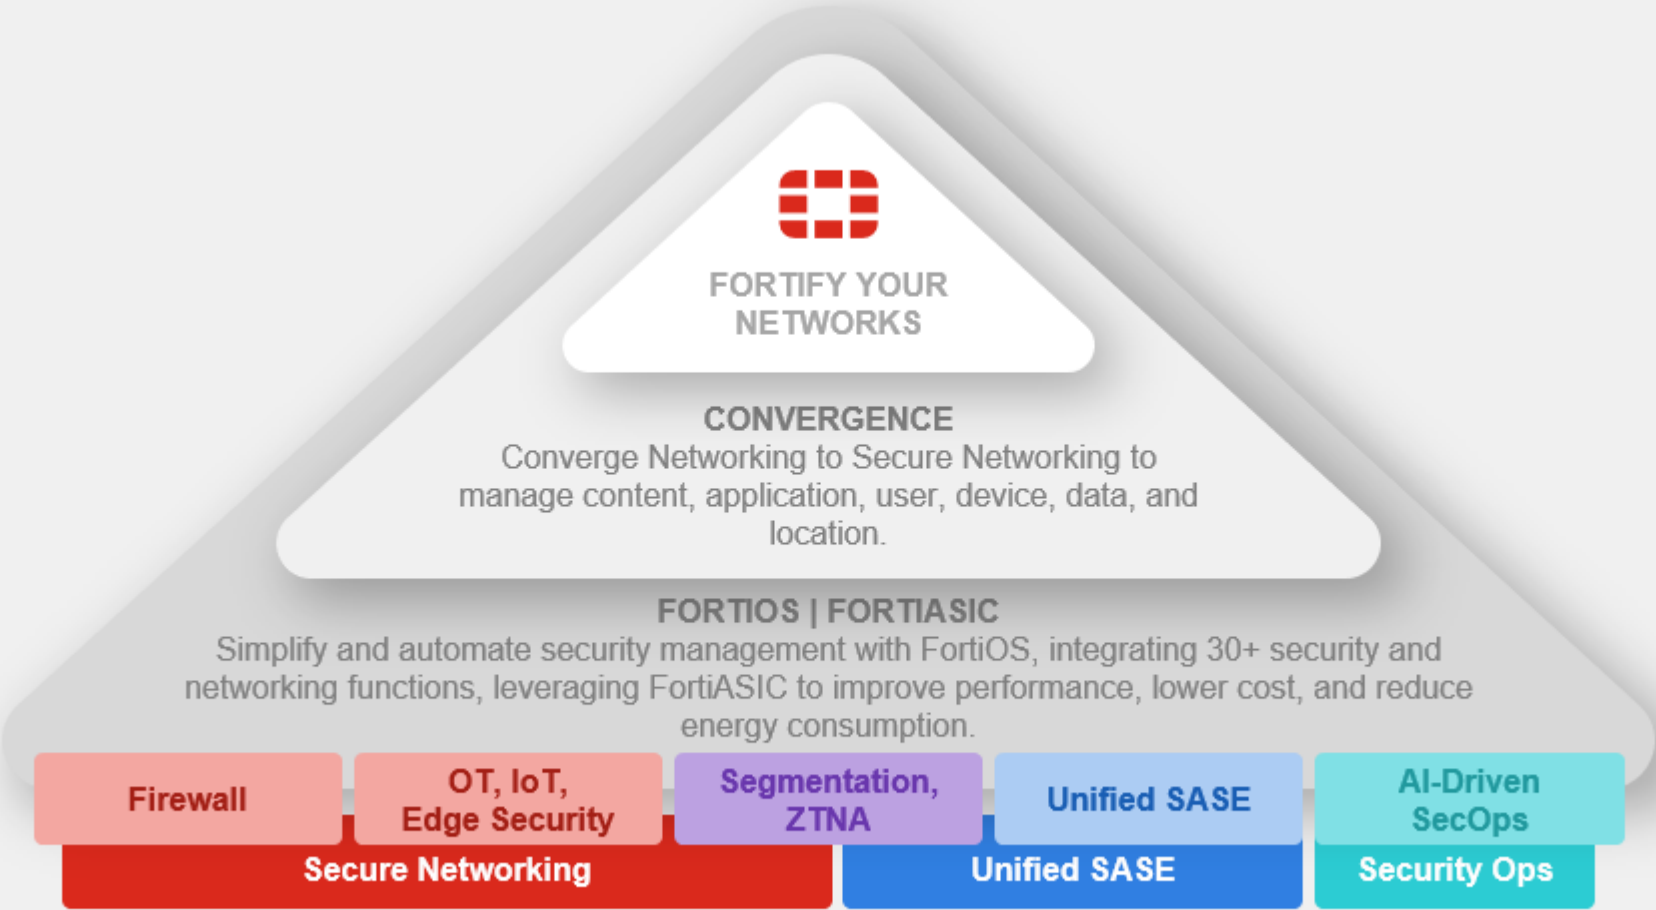 FORTIFY YOUR
NETWORKS
CONVERGENCE
Converge Networking to Secure Networking to
manage content, application, user, device, data, and
location.
FORTIOS | FORTIASIC
Simplify and automate security management with FortiOS, integrating 30+ security and
networking functions, leveraging FortiASIC to improve performance, lower cost, and reduce
energy consumption.
Firewall
OT, IoT,
Edge Security
Segmentation,
ZTNA
Unified SASE
AI-Driven
SecOps
Secure Networking
Unified SASE
Security Ops